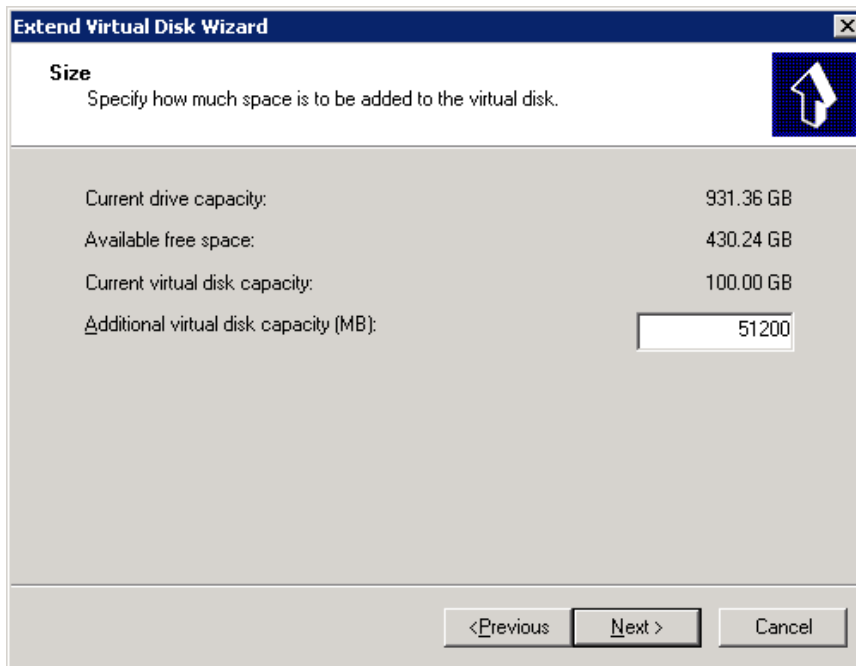 Extend Virtual Disk Wizard
Size
Specify how much space is to be added to the virtual disk.
Current drive capacity: 931.36 GB
Available free space: 430.24 GB
Current virtual disk capacity: 100.00 GB
Additional virtual disk capacity (MB): 51200
<Previous Next > Cancel